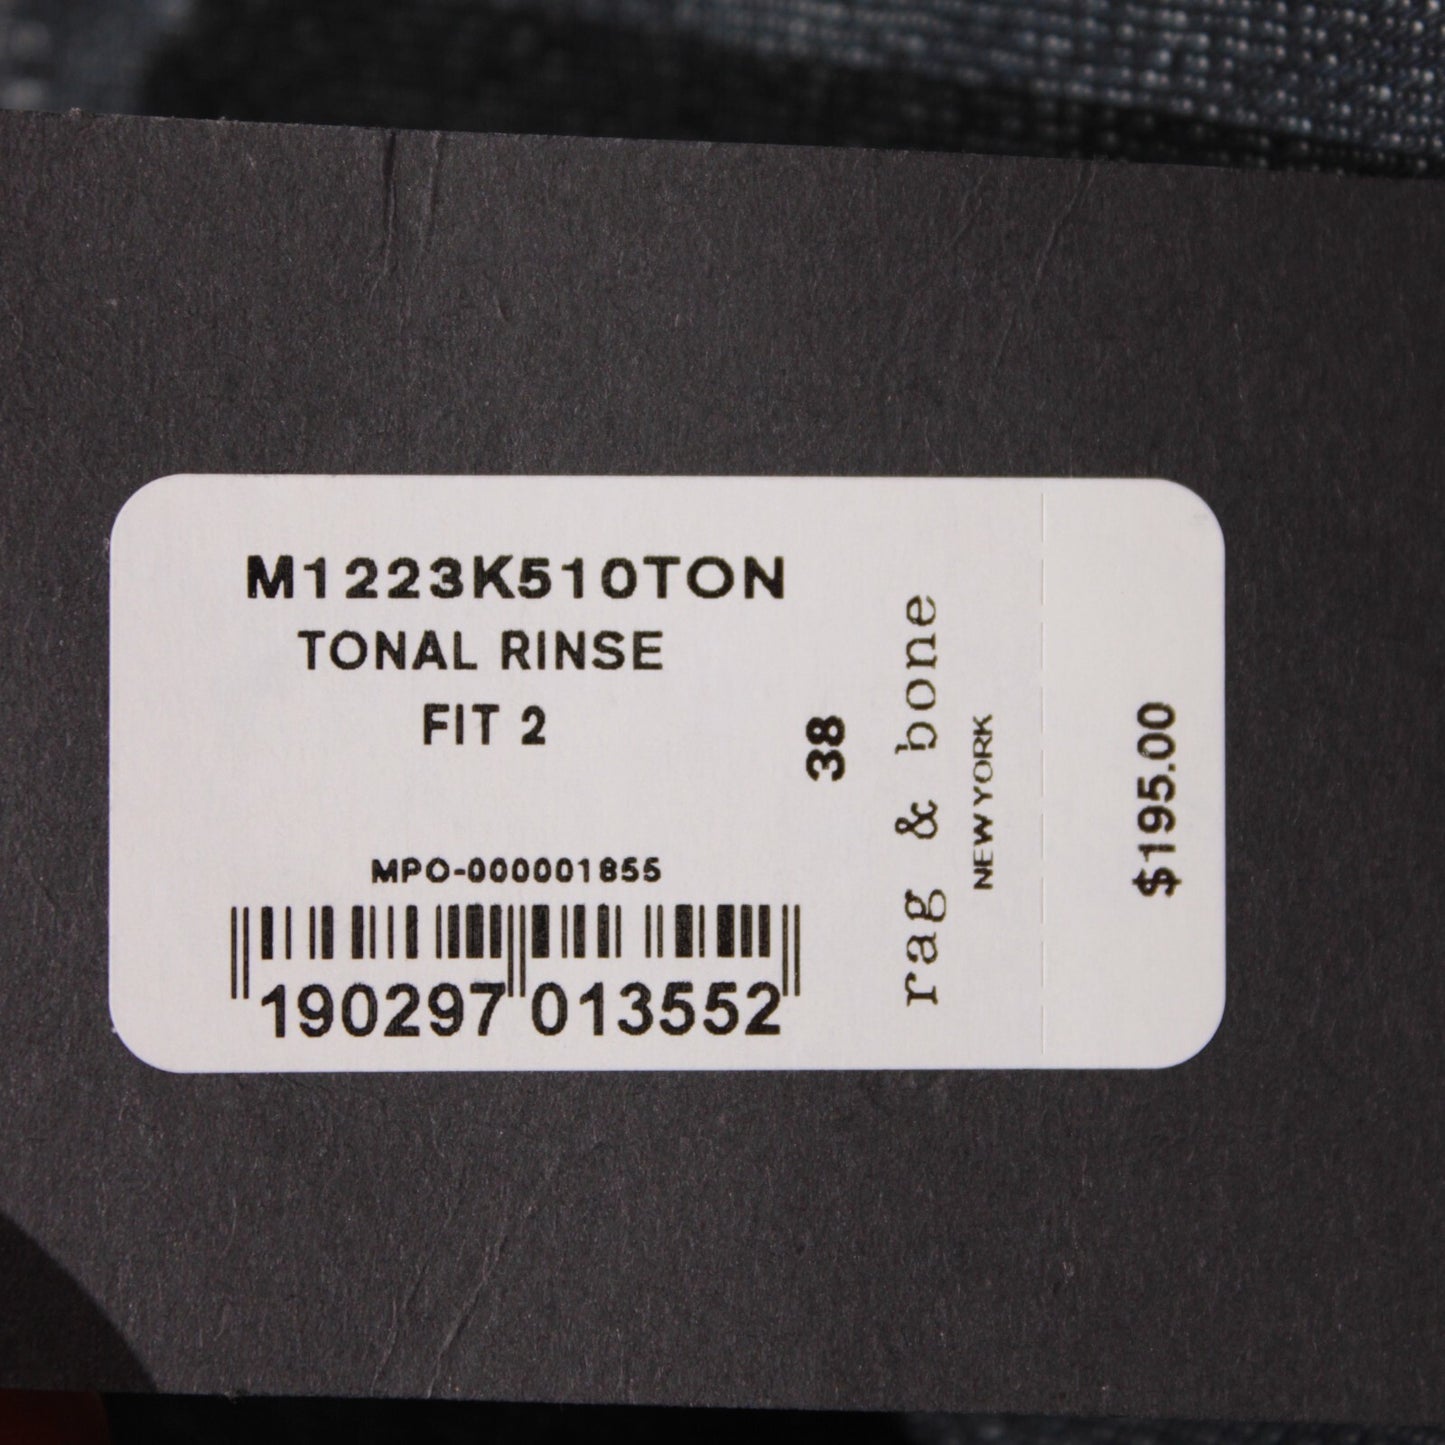 M1223K510TON
TONAL RINSE
FIT 2
38
MPO-000001855
190297 013552
rag & bone
NEW YORK
$195.00